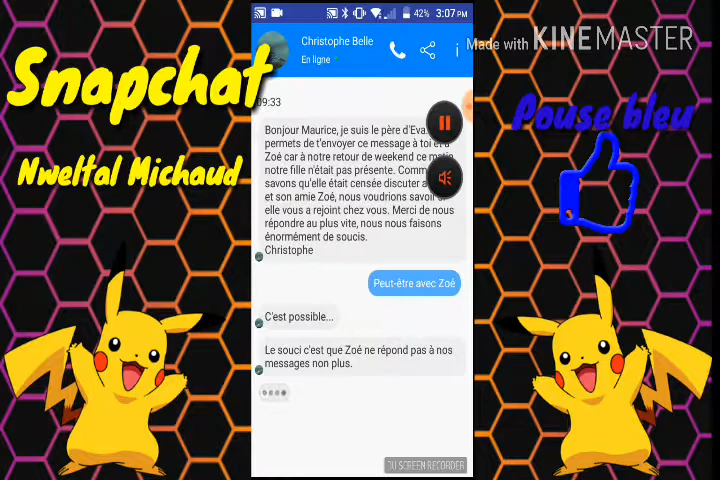 42% 3:07 PM
Christophe Belle
En ligne
Made with KINEMASTER
Snapchat
Nweltal Michaud
Pouse bleu
09:33
Bonjour Maurice, je suis le père d'Eva.
permets de t'envoyer ce message à toi et à
Zoé car à notre retour de weekend ce matin
notre fille n'était pas présente. Comm
savons qu'elle était censée discuter a
et son amie Zoé, nous voudrions savoir si
elle vous a rejoint chez vous. Merci de nous
répondre au plus vite, nous nous faisons
énormément de soucis.
Christophe
Peut-être avec Zoé
C'est possible...
Le souci c'est que Zoé ne répond pas à nos
messages non plus.
DU SCREEN RECORDER